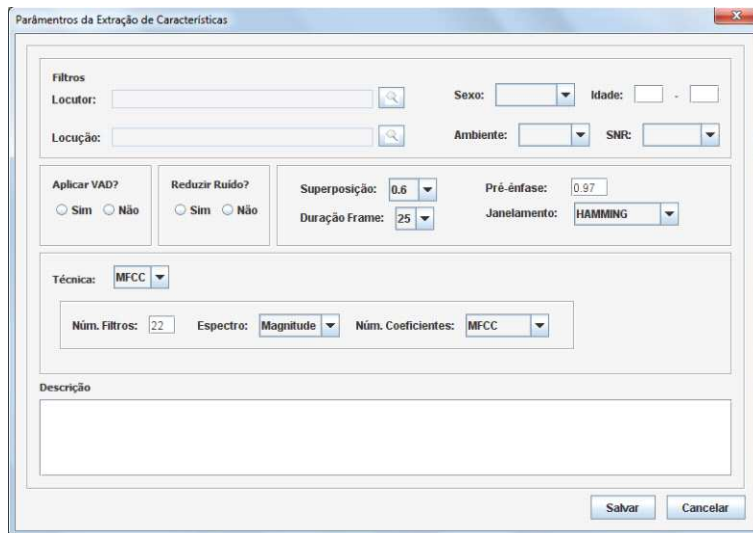 Parâmentros da Extração de Características
Filtros
Locutor:
Sexo:
Idade: -
Locução:
Ambiente:
SNR:
Aplicar VAD?
Sim Não
Reduzir Ruído?
Sim Não
Superposição: 0.6
Pré-ênfase: 0.97
Duração Frame: 25
Janelamento: HAMMING
Técnica: MFCC
Núm. Filtros: 22 Espectro: Magnitude Núm. Coeficientes: MFCC
Descrição
Salvar Cancelar